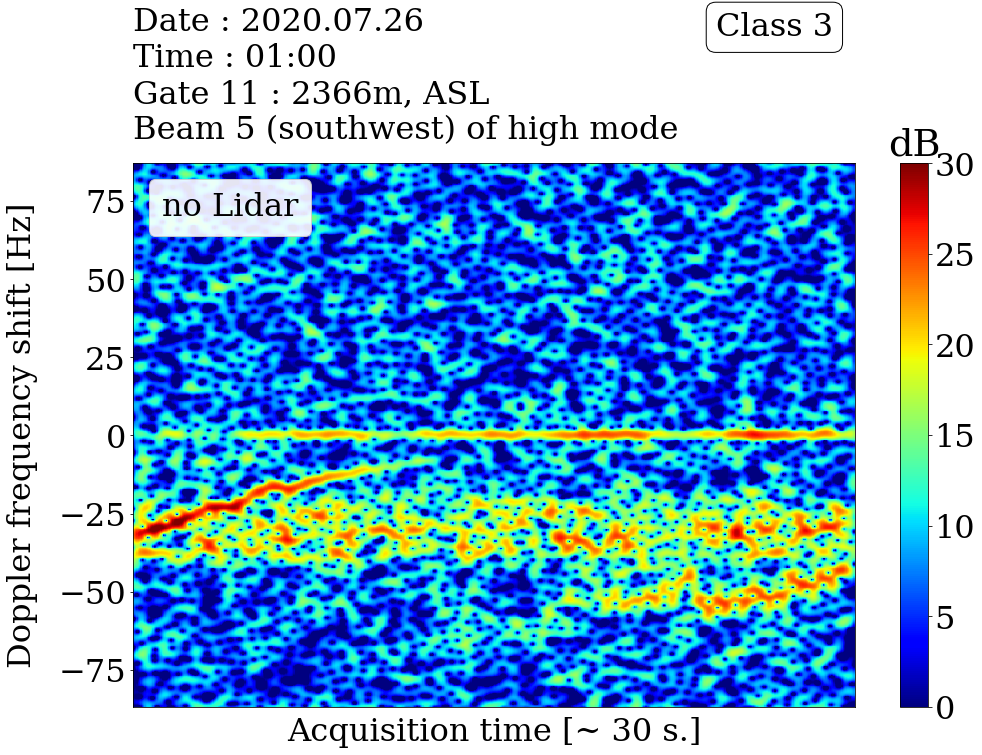 Date : 2020.07.26
Class 3
Time : 01:00
Gate 11 : 2366m, ASL
Beam 5 (southwest) of high mode
dB
no Lidar
75
50
25
0
−25
−50
−75
Doppler frequency shift [Hz]
Acquisition time [~ 30 s.]
30
25
20
15
10
5
0